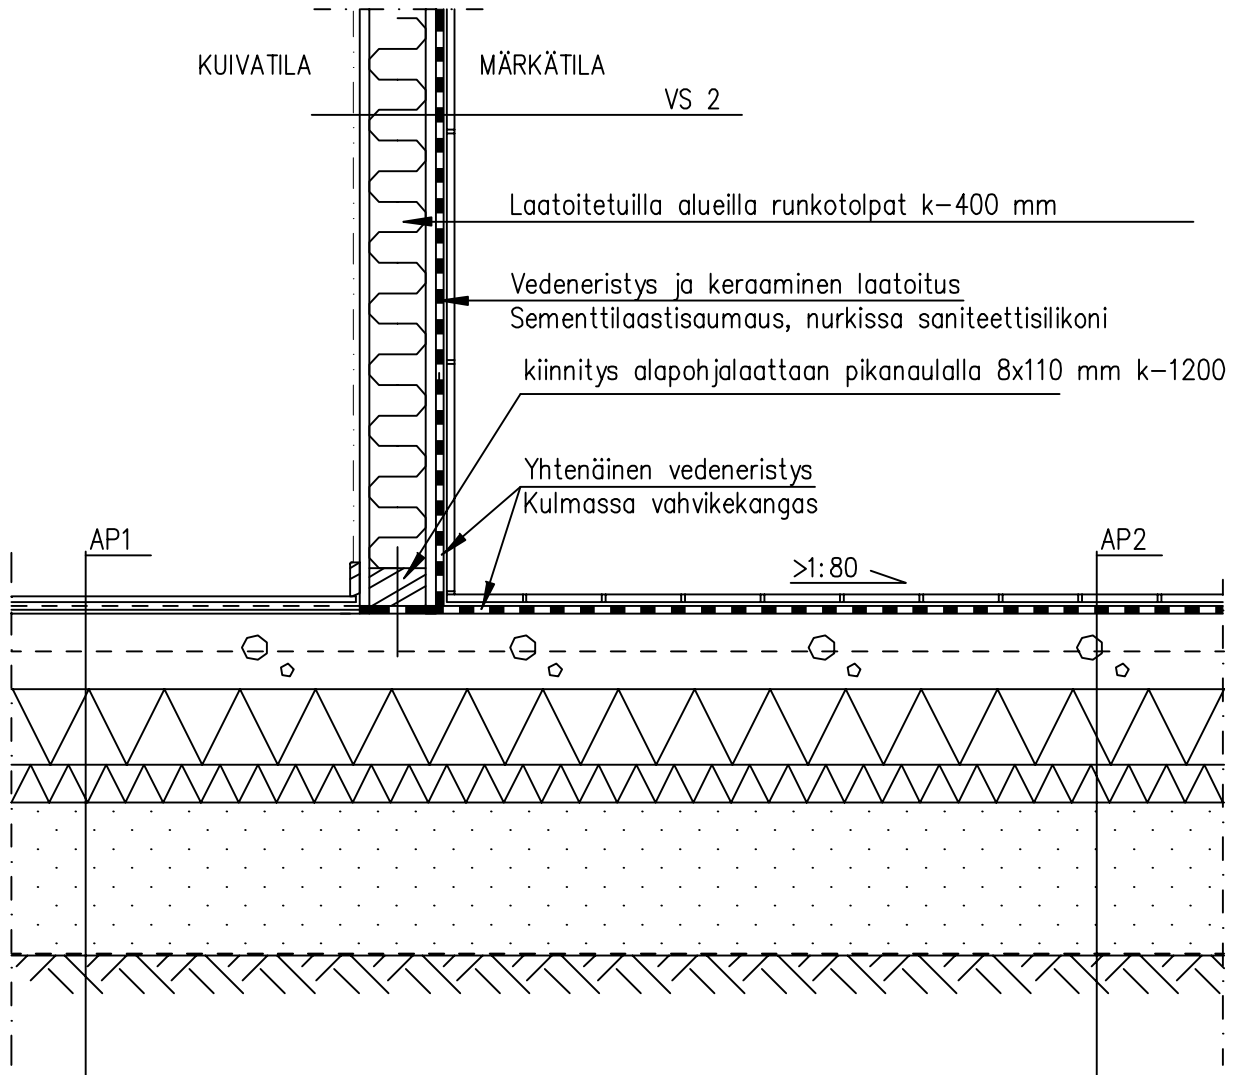 KUIVATILA
MÄRKÄTILA
VS 2
Laatoitetuilla alueilla runkotolpat k-400 mm
Vedeneristys ja keraaminen laatoitus
Sementtilaastisaumaus, nurkissa saniteettisilikoni
kiinnitys alapohjalaattaan pikanaulalla 8x110 mm k-1200
Yhtenäinen vedeneristys
Kulmassa vahvikekangas
AP1
AP2
>1:80